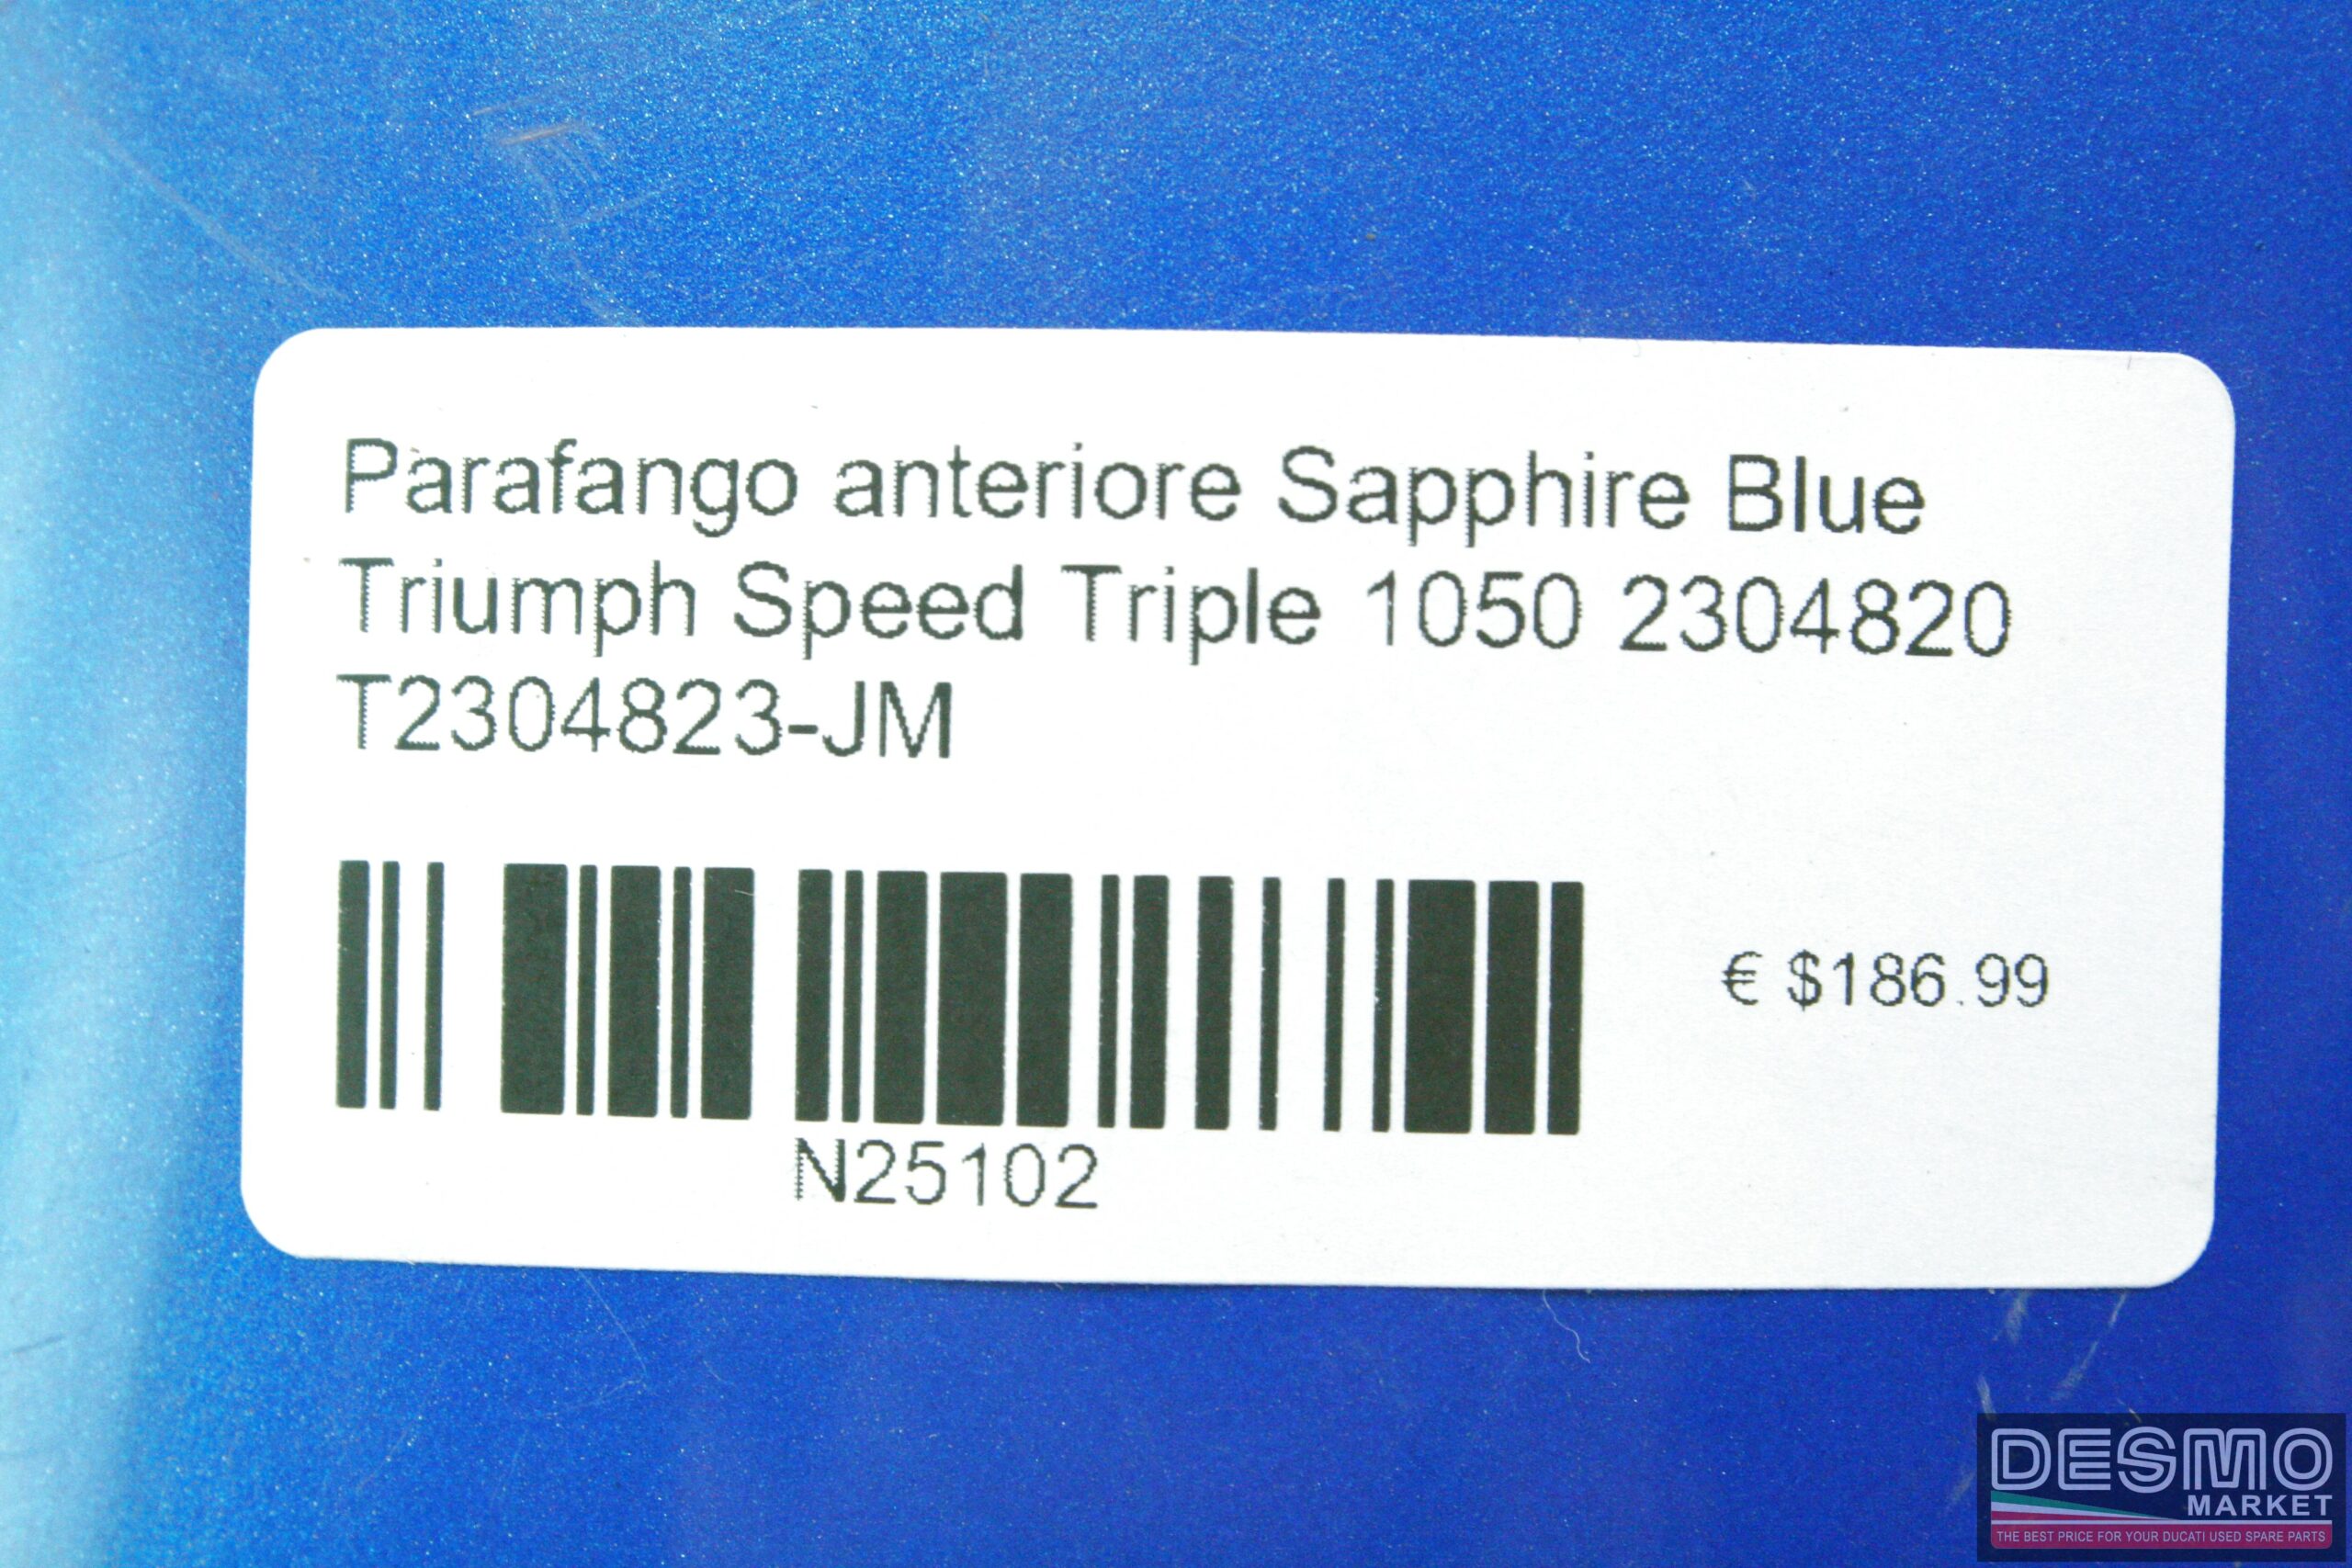 Parafango anteriore Sapphire Blue
Triumph Speed Triple 1050 2304820
T2304823-JM
€ $186.99
N25102
DESMO
MARKET
THE BEST PRICE FOR YOUR DUCATI USED SPARE PARTS